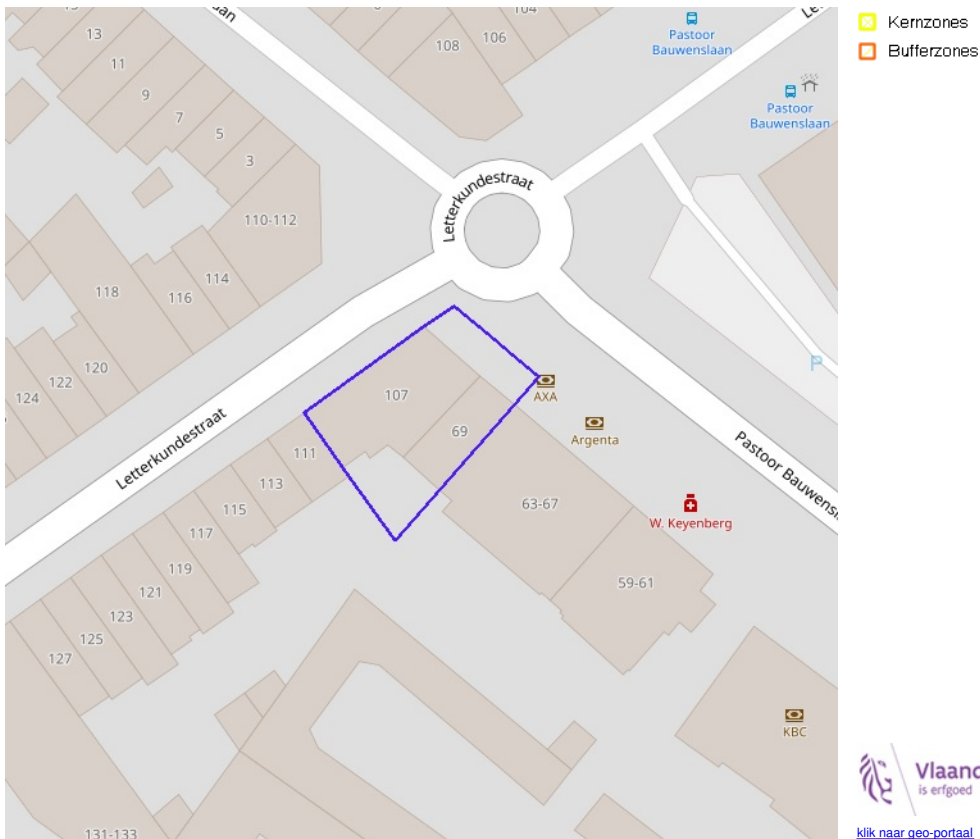 13
11
9
7
5
3
110-112
108
106
104
Pastoor
Bauwenslaan
Pastoor
Bauwenslaan
Letterkundestraat
118
116
114
124
122
120
107
69
111
113
115
117
119
121
123
125
127
131-133
Letterkundestraat
AXA
Argenta
63-67
W. Keyenberg
59-61
KBC
Pastoor
P
Kernzones
Bufferzones
is erfgoed
klik naar geo-portaal